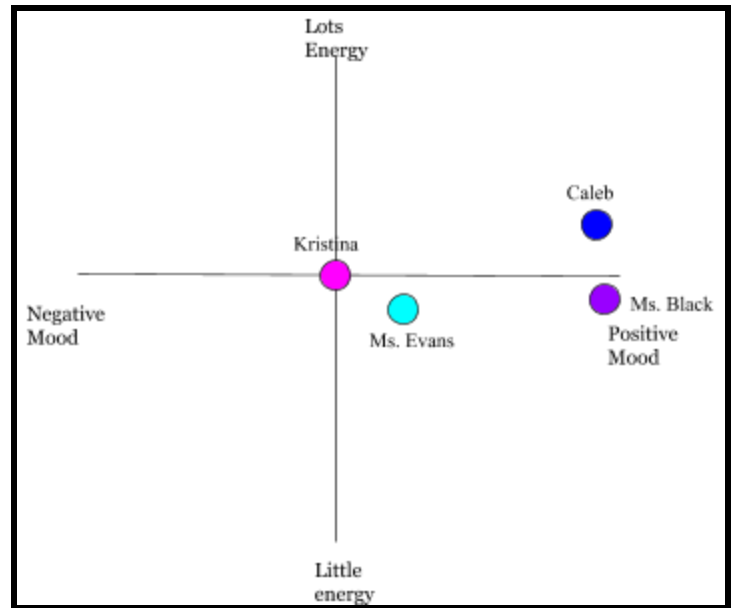 Lots
Energy
Caleb
Kristina
Ms. Black
Negative
Mood
Ms. Evans
Positive
Mood
Little
energy